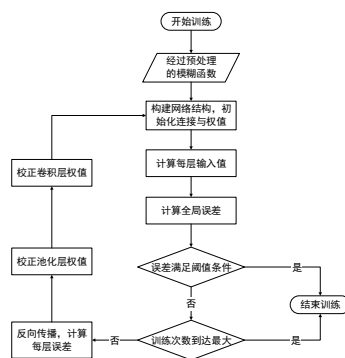 开始训练
经过预处理
的模糊函数
构建网络结构，初
始化连接与权值
计算每层输入值
校正卷积层权值
计算全局误差
校正池化层权值
误差满足阈值条件
是
否
结束训练
反向传播，计算
每层误差
否
训练次数到达最大
是